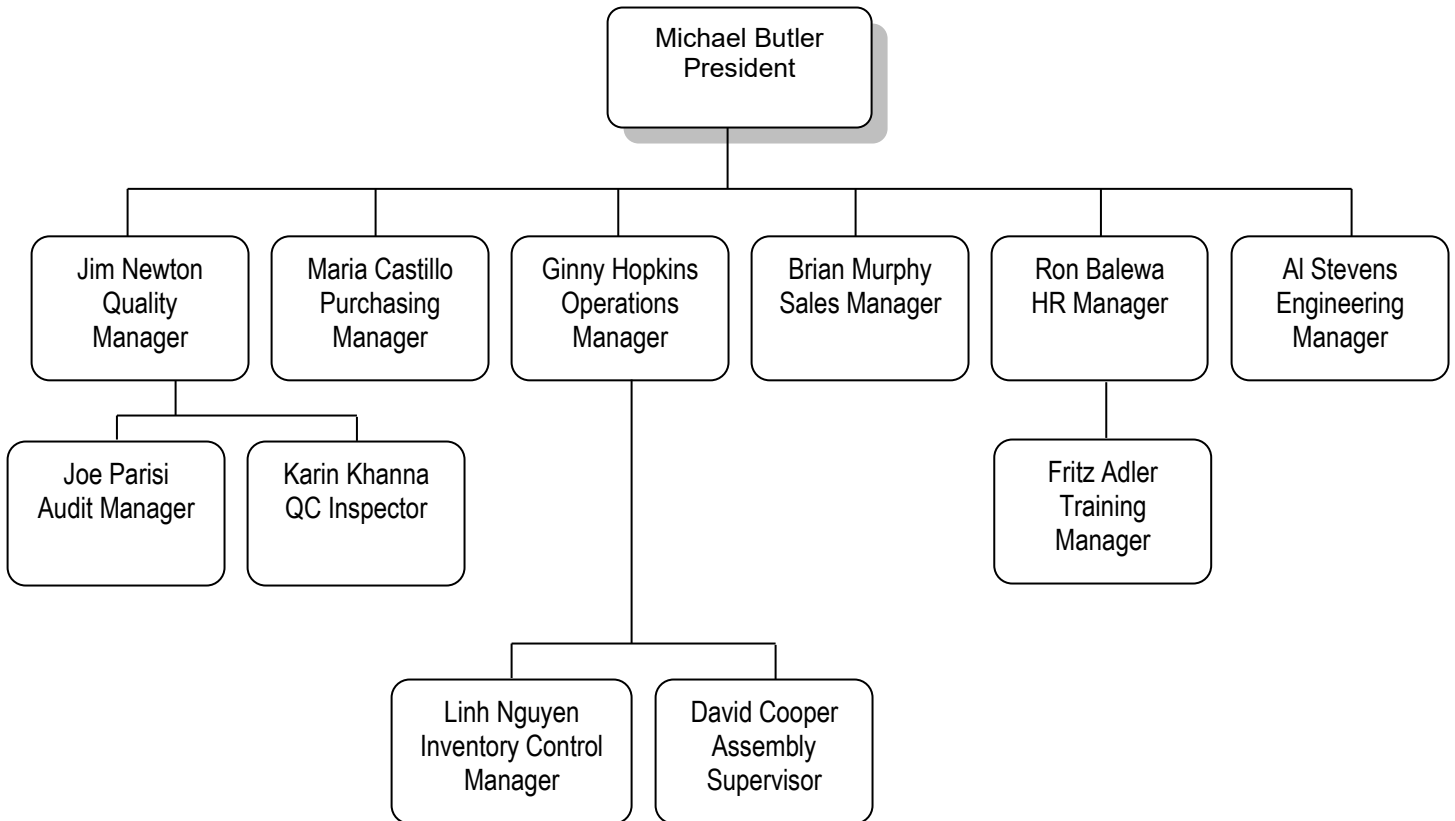 Michael Butler
President
Jim Newton
Quality
Manager
Maria Castillo
Purchasing
Manager
Ginny Hopkins
Operations
Manager
Brian Murphy
Sales Manager
Ron Balewa
HR Manager
Al Stevens
Engineering
Manager
Joe Parisi
Audit Manager
Karin Khanna
QC Inspector
Fritz Adler
Training
Manager
Linh Nguyen
Inventory Control
Manager
David Cooper
Assembly
Supervisor